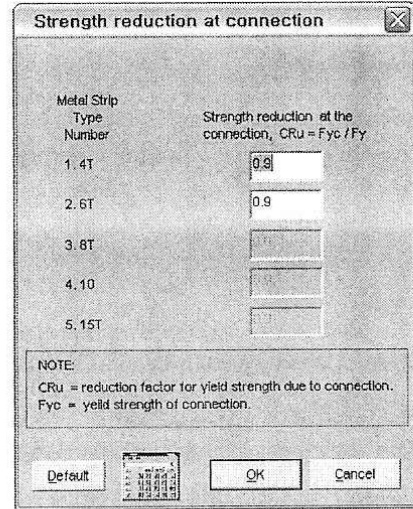 Strength reduction at connection
Metal Strip
Type
Number
Strength reduction at the
connection, CRu = Fyc / Fy
1. 4T 0.9
2. 6T 0.9
3. 8T
4. 10
5. 15T
NOTE:
CRu = reduction factor for yield strength due to connection.
Fyc = yeild strength of connection.
Default
OK
Cancel